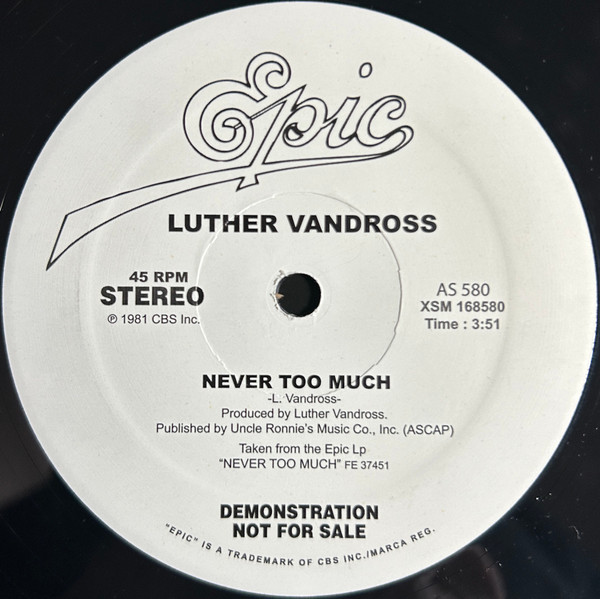 Epic
LUTHER VANDROSS
45 RPM
STEREO
℗ 1981 CBS Inc.
AS 580
XSM 168580
Time : 3:51
NEVER TOO MUCH
-L. Vandross-
Produced by Luther Vandross.
Published by Uncle Ronnie's Music Co., Inc. (ASCAP)
Taken from the Epic Lp
"NEVER TOO MUCH" FE 37451
DEMONSTRATION
NOT FOR SALE
"EPIC" IS A TRADEMARK OF CBS INC./MARCA REG.